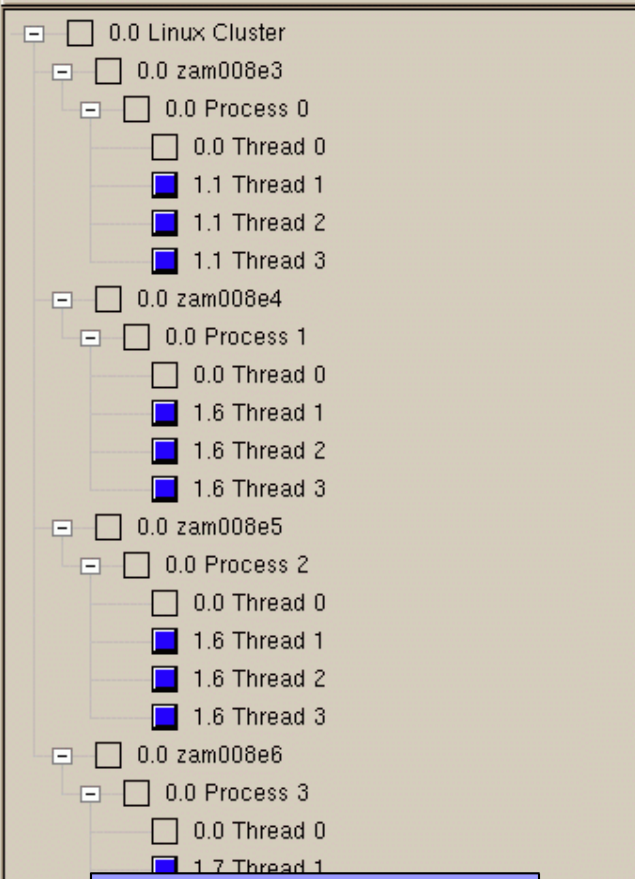 0.0 Linux Cluster
0.0 zam008e3
0.0 Process 0
0.0 Thread 0
1.1 Thread 1
1.1 Thread 2
1.1 Thread 3
0.0 zam008e4
0.0 Process 1
0.0 Thread 0
1.6 Thread 1
1.6 Thread 2
1.6 Thread 3
0.0 zam008e5
0.0 Process 2
0.0 Thread 0
1.6 Thread 1
1.6 Thread 2
1.6 Thread 3
0.0 zam008e6
0.0 Process 3
0.0 Thread 0
1.7 Thread 1